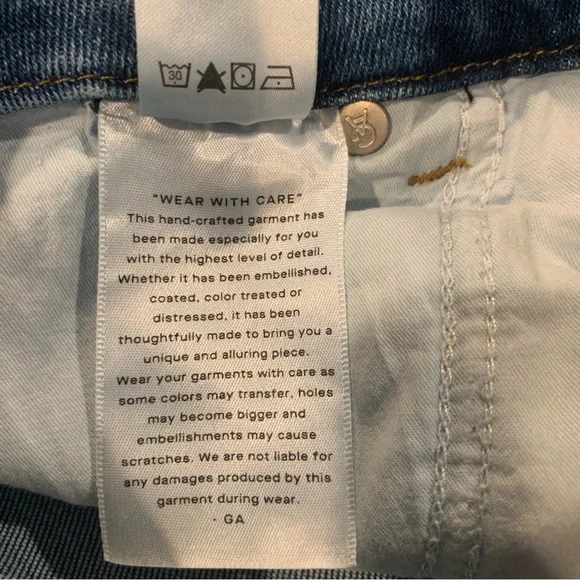 30
"WEAR WITH CARE"
This hand-crafted garment has
been made especially for you
with the highest level of detail.
Whether it has been embellished,
coated, color treated or
distressed, it has been
thoughtfully made to bring you a
unique and alluring piece.
Wear your garments with care as
some colors may transfer, holes
may become bigger and
embellishments may cause
scratches. We are not liable for
any damages produced by this
garment during wear.
- GA